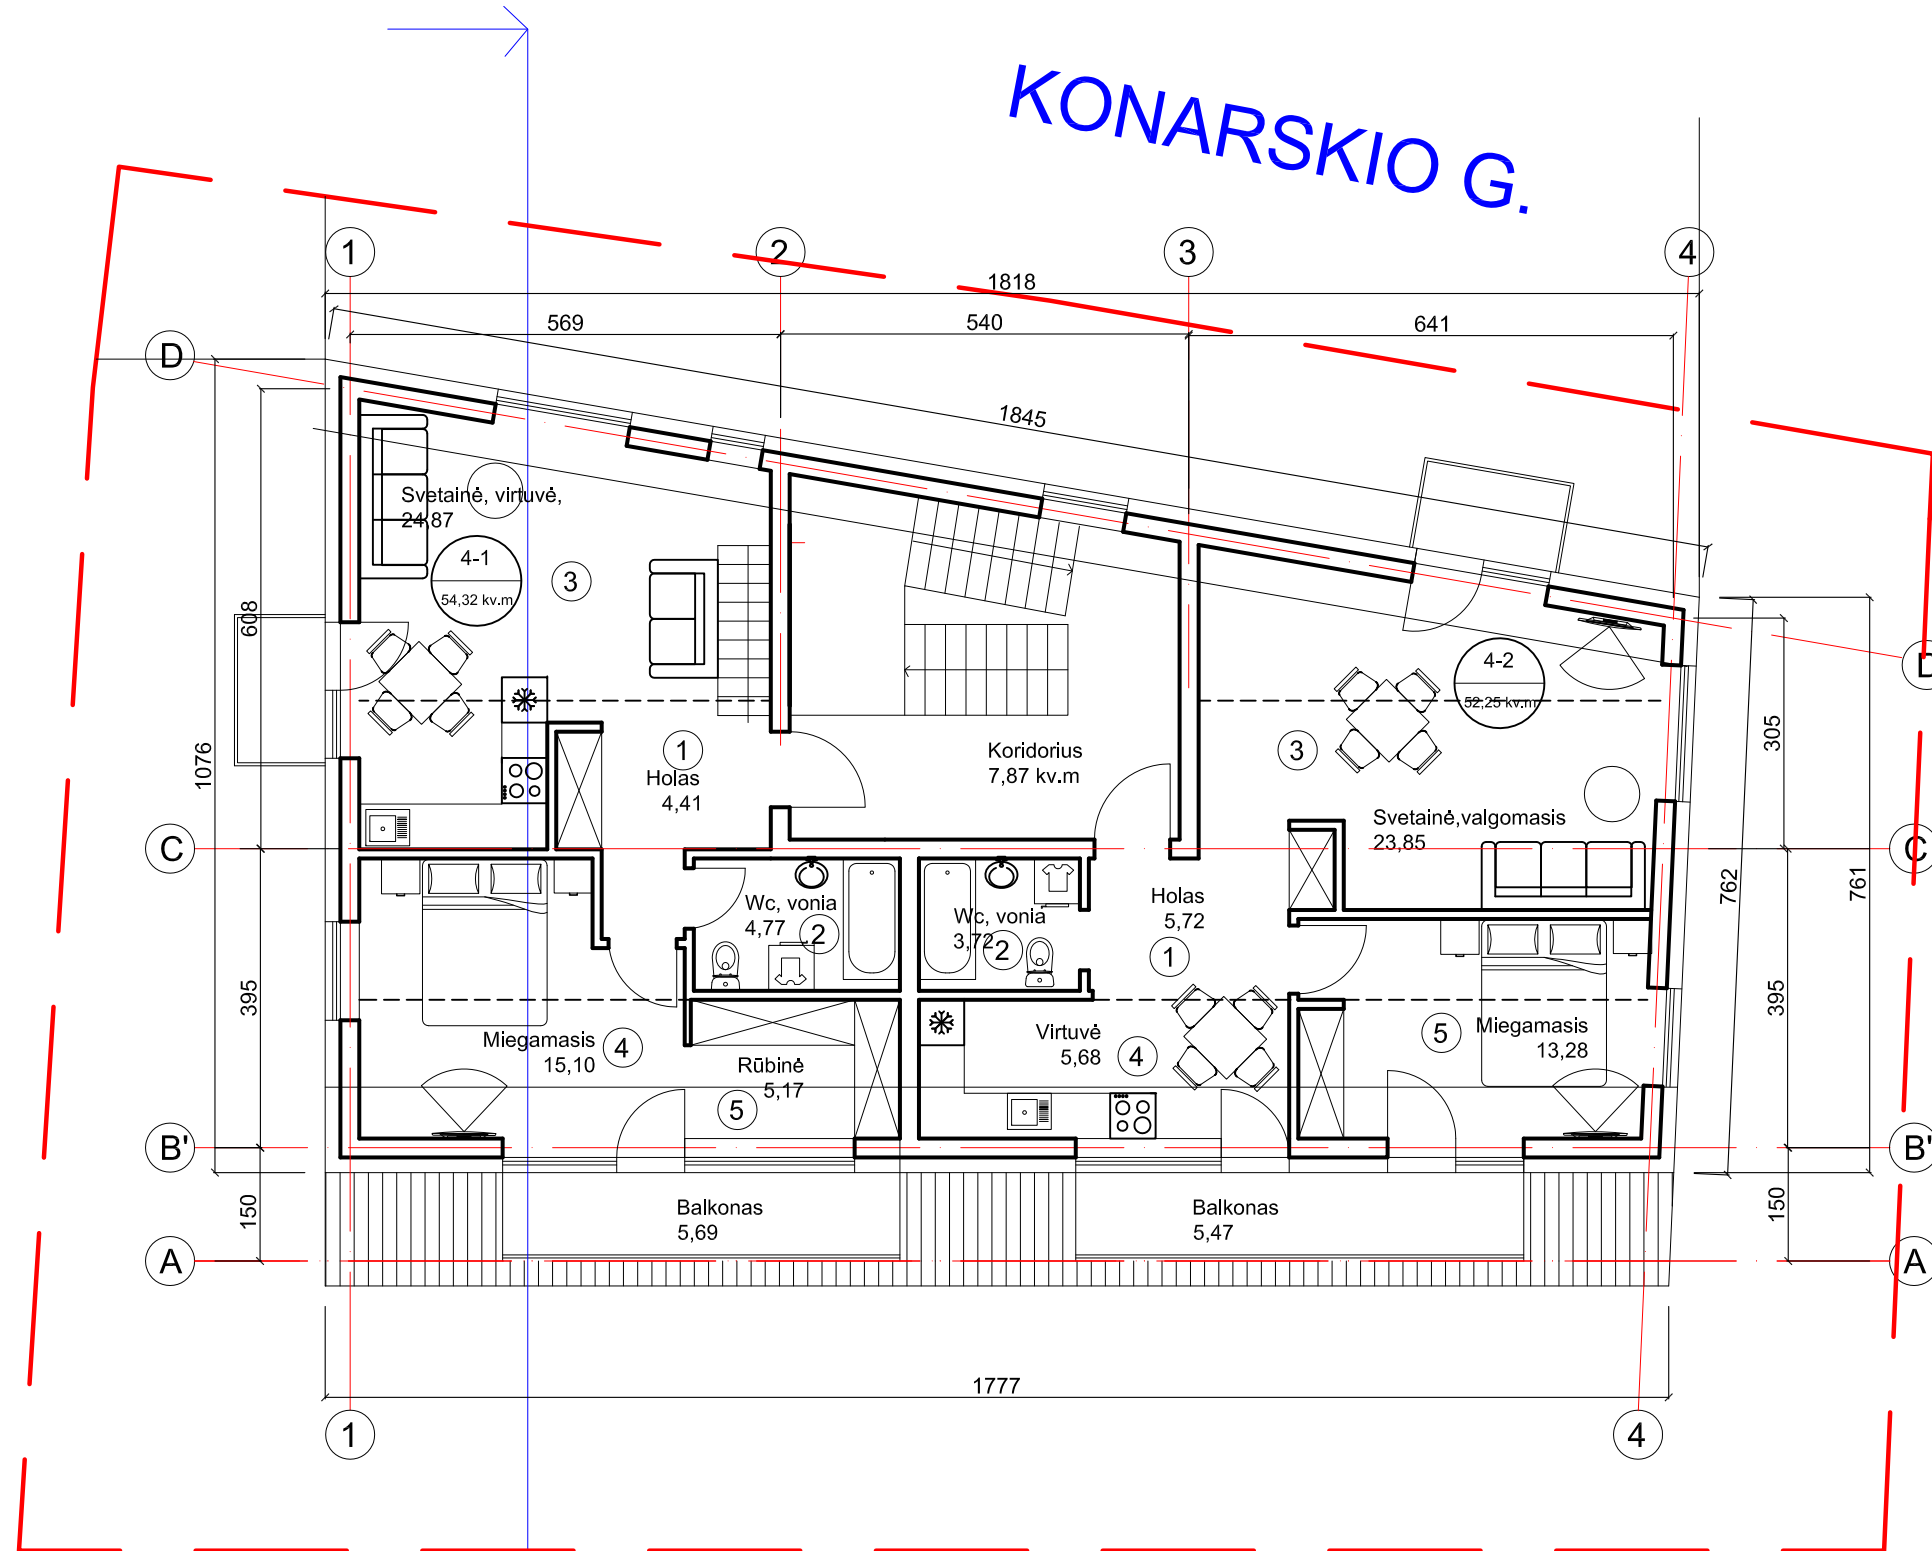 KONARSKIO G.
1
2
3
4
1818
569
540
641
D
1845
Svetainė, virtuvė,
24,87
4-1
54,32 kv.m
3
608
4-2
52,25 kv.m
D
305
1076
1
Holas
4,41
Koridorius
7,87 kv.m
3
Svetainė,valgomasis
23,85
C
C
762
761
Wc, vonia
4,77
2
Wc, vonia
3,72
2
Holas
5,72
1
395
395
Miegamasis
15,10
4
Rūbinė
5,17
5
Virtuvė
5,68
4
5
Miegamasis
13,28
B'
B'
150
150
Balkonas
5,69
Balkonas
5,47
A
A
1777
1
4